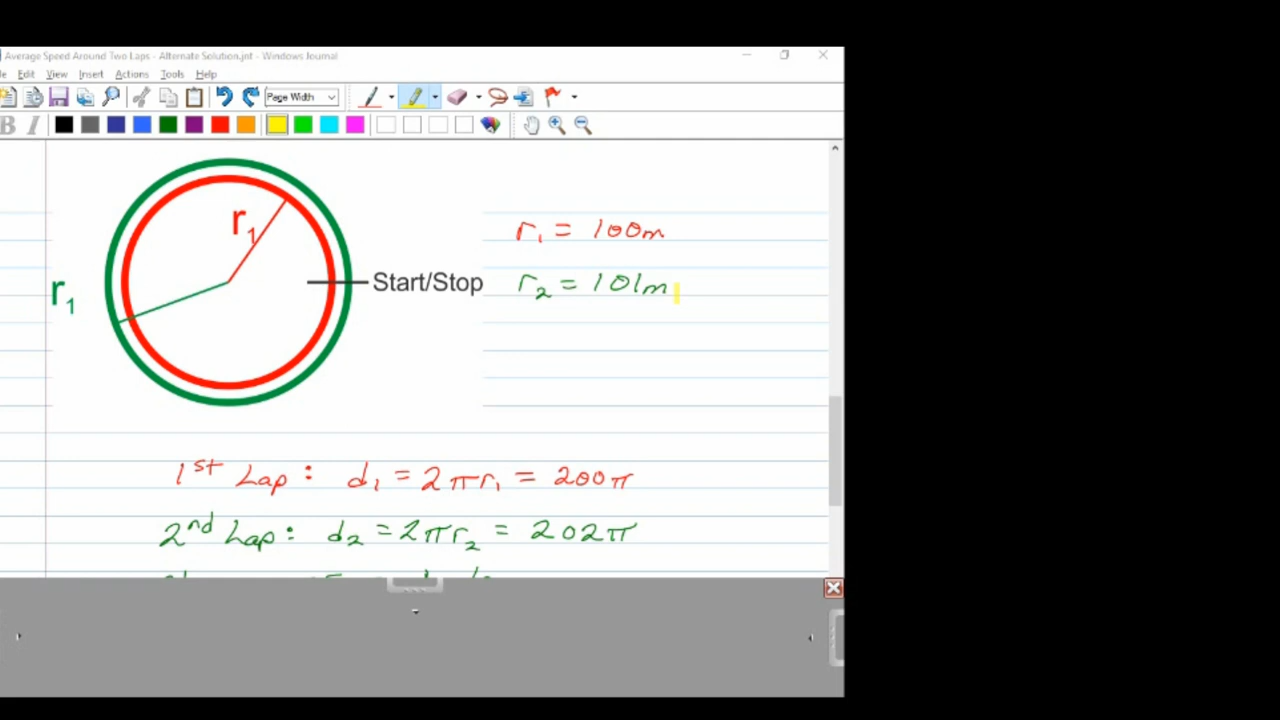 Average Speed Around Two Laps - Alternate Solution.jnt - Windows Journal
Edit View Insert Actions Tools Help
Page Width
B I
r1
r1
Start/Stop
r1 = 100m
r2 = 101m
1st Lap : d1 = 2πr1 = 200π
2nd Lap : d2 = 2πr2 = 202π